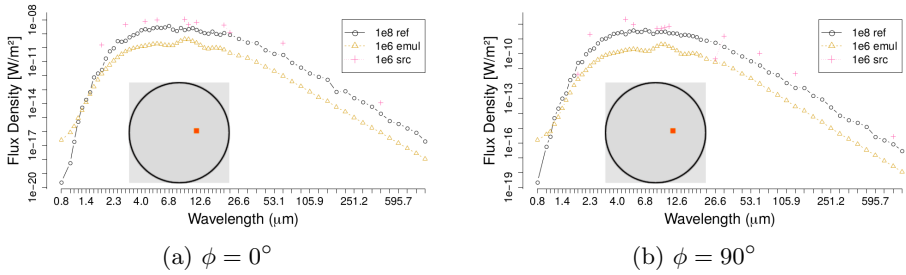 1e−08
1e−11
1e−14
1e−17
1e−20
Flux Density [W/m²]
1e8 ref
1e6 emul
1e6 src
0.8 1.4 2.3 4.0 6.8 12.6 26.6 53.7 105.9 251.2 595.7
Wavelength (μm)
(a) ϕ = 0°
1e−10
1e−13
1e−16
1e−19
Flux Density [W/m²]
1e8 ref
1e6 emul
1e6 src
0.8 1.4 2.3 4.0 6.8 12.6 26.6 53.7 105.9 251.2 595.7
Wavelength (μm)
(b) ϕ = 90°